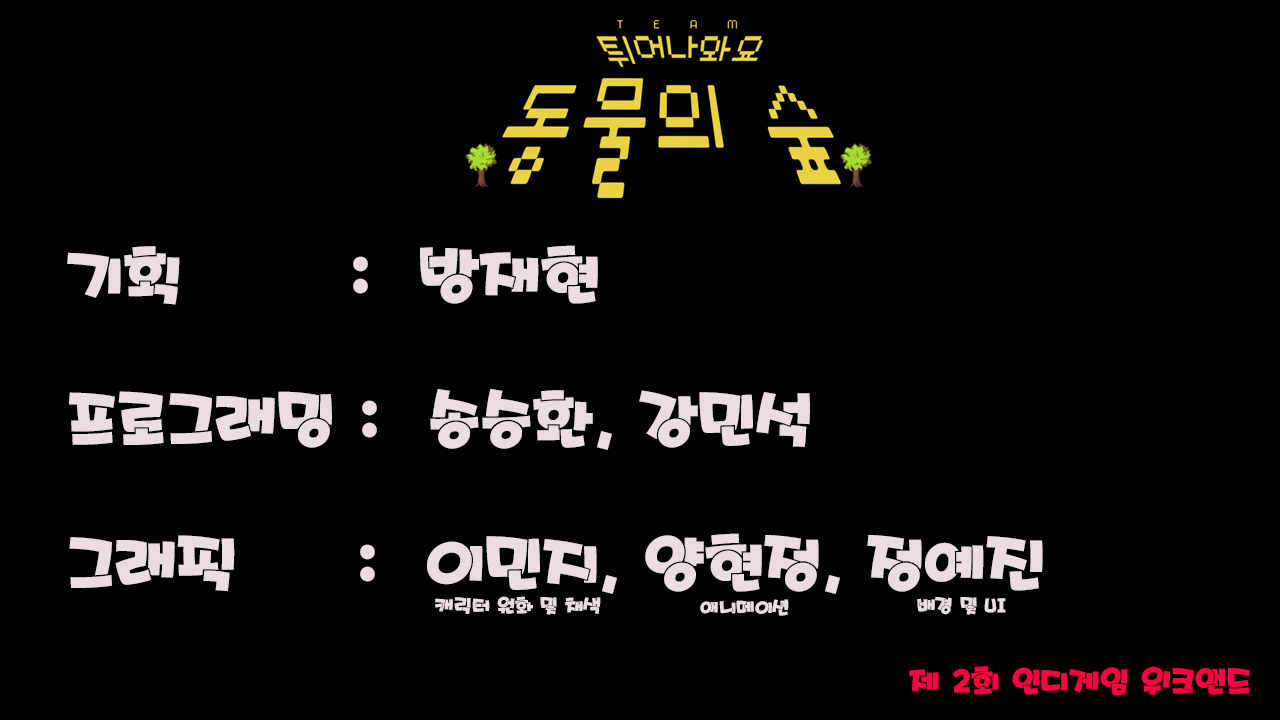 TEAM
튀어나와요
동물의 숲
기획 : 방재현
프로그래밍 : 송승환, 강민석
그래픽 : 이민지, 양현정, 정예진
캐릭터 원화 및 채색 애니메이션 배경 및 UI
제 2회 인디게임 위크앤드